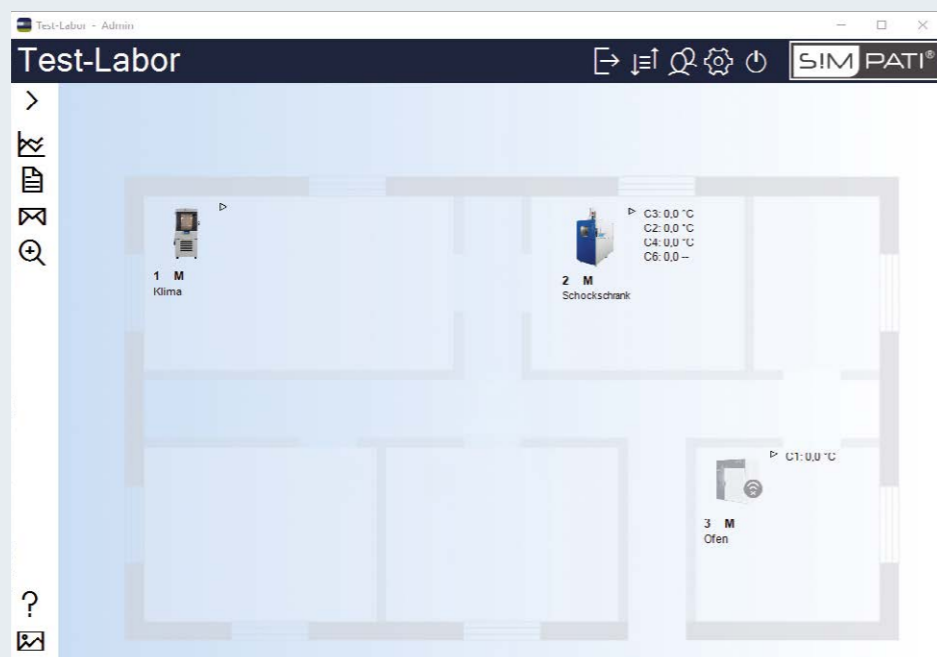 Test-Labor - Admin
Test-Labor
S!MPATI®
C3: 0,0 °C
C2: 0,0 °C
C4: 0,0 °C
C6: 0,0 --
1 M
Klima
2 M
Schockschrank
C1: 0,0 °C
3 M
Ofen